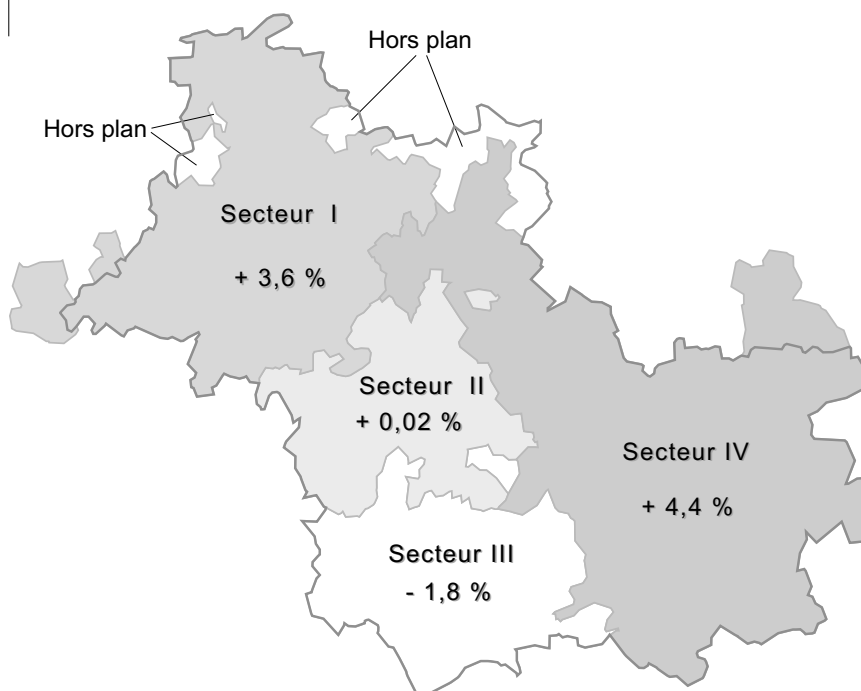 Hors plan
Hors plan
Secteur I
+ 3,6 %
Secteur II
+ 0,02 %
Secteur IV
+ 4,4 %
Secteur III
- 1,8 %